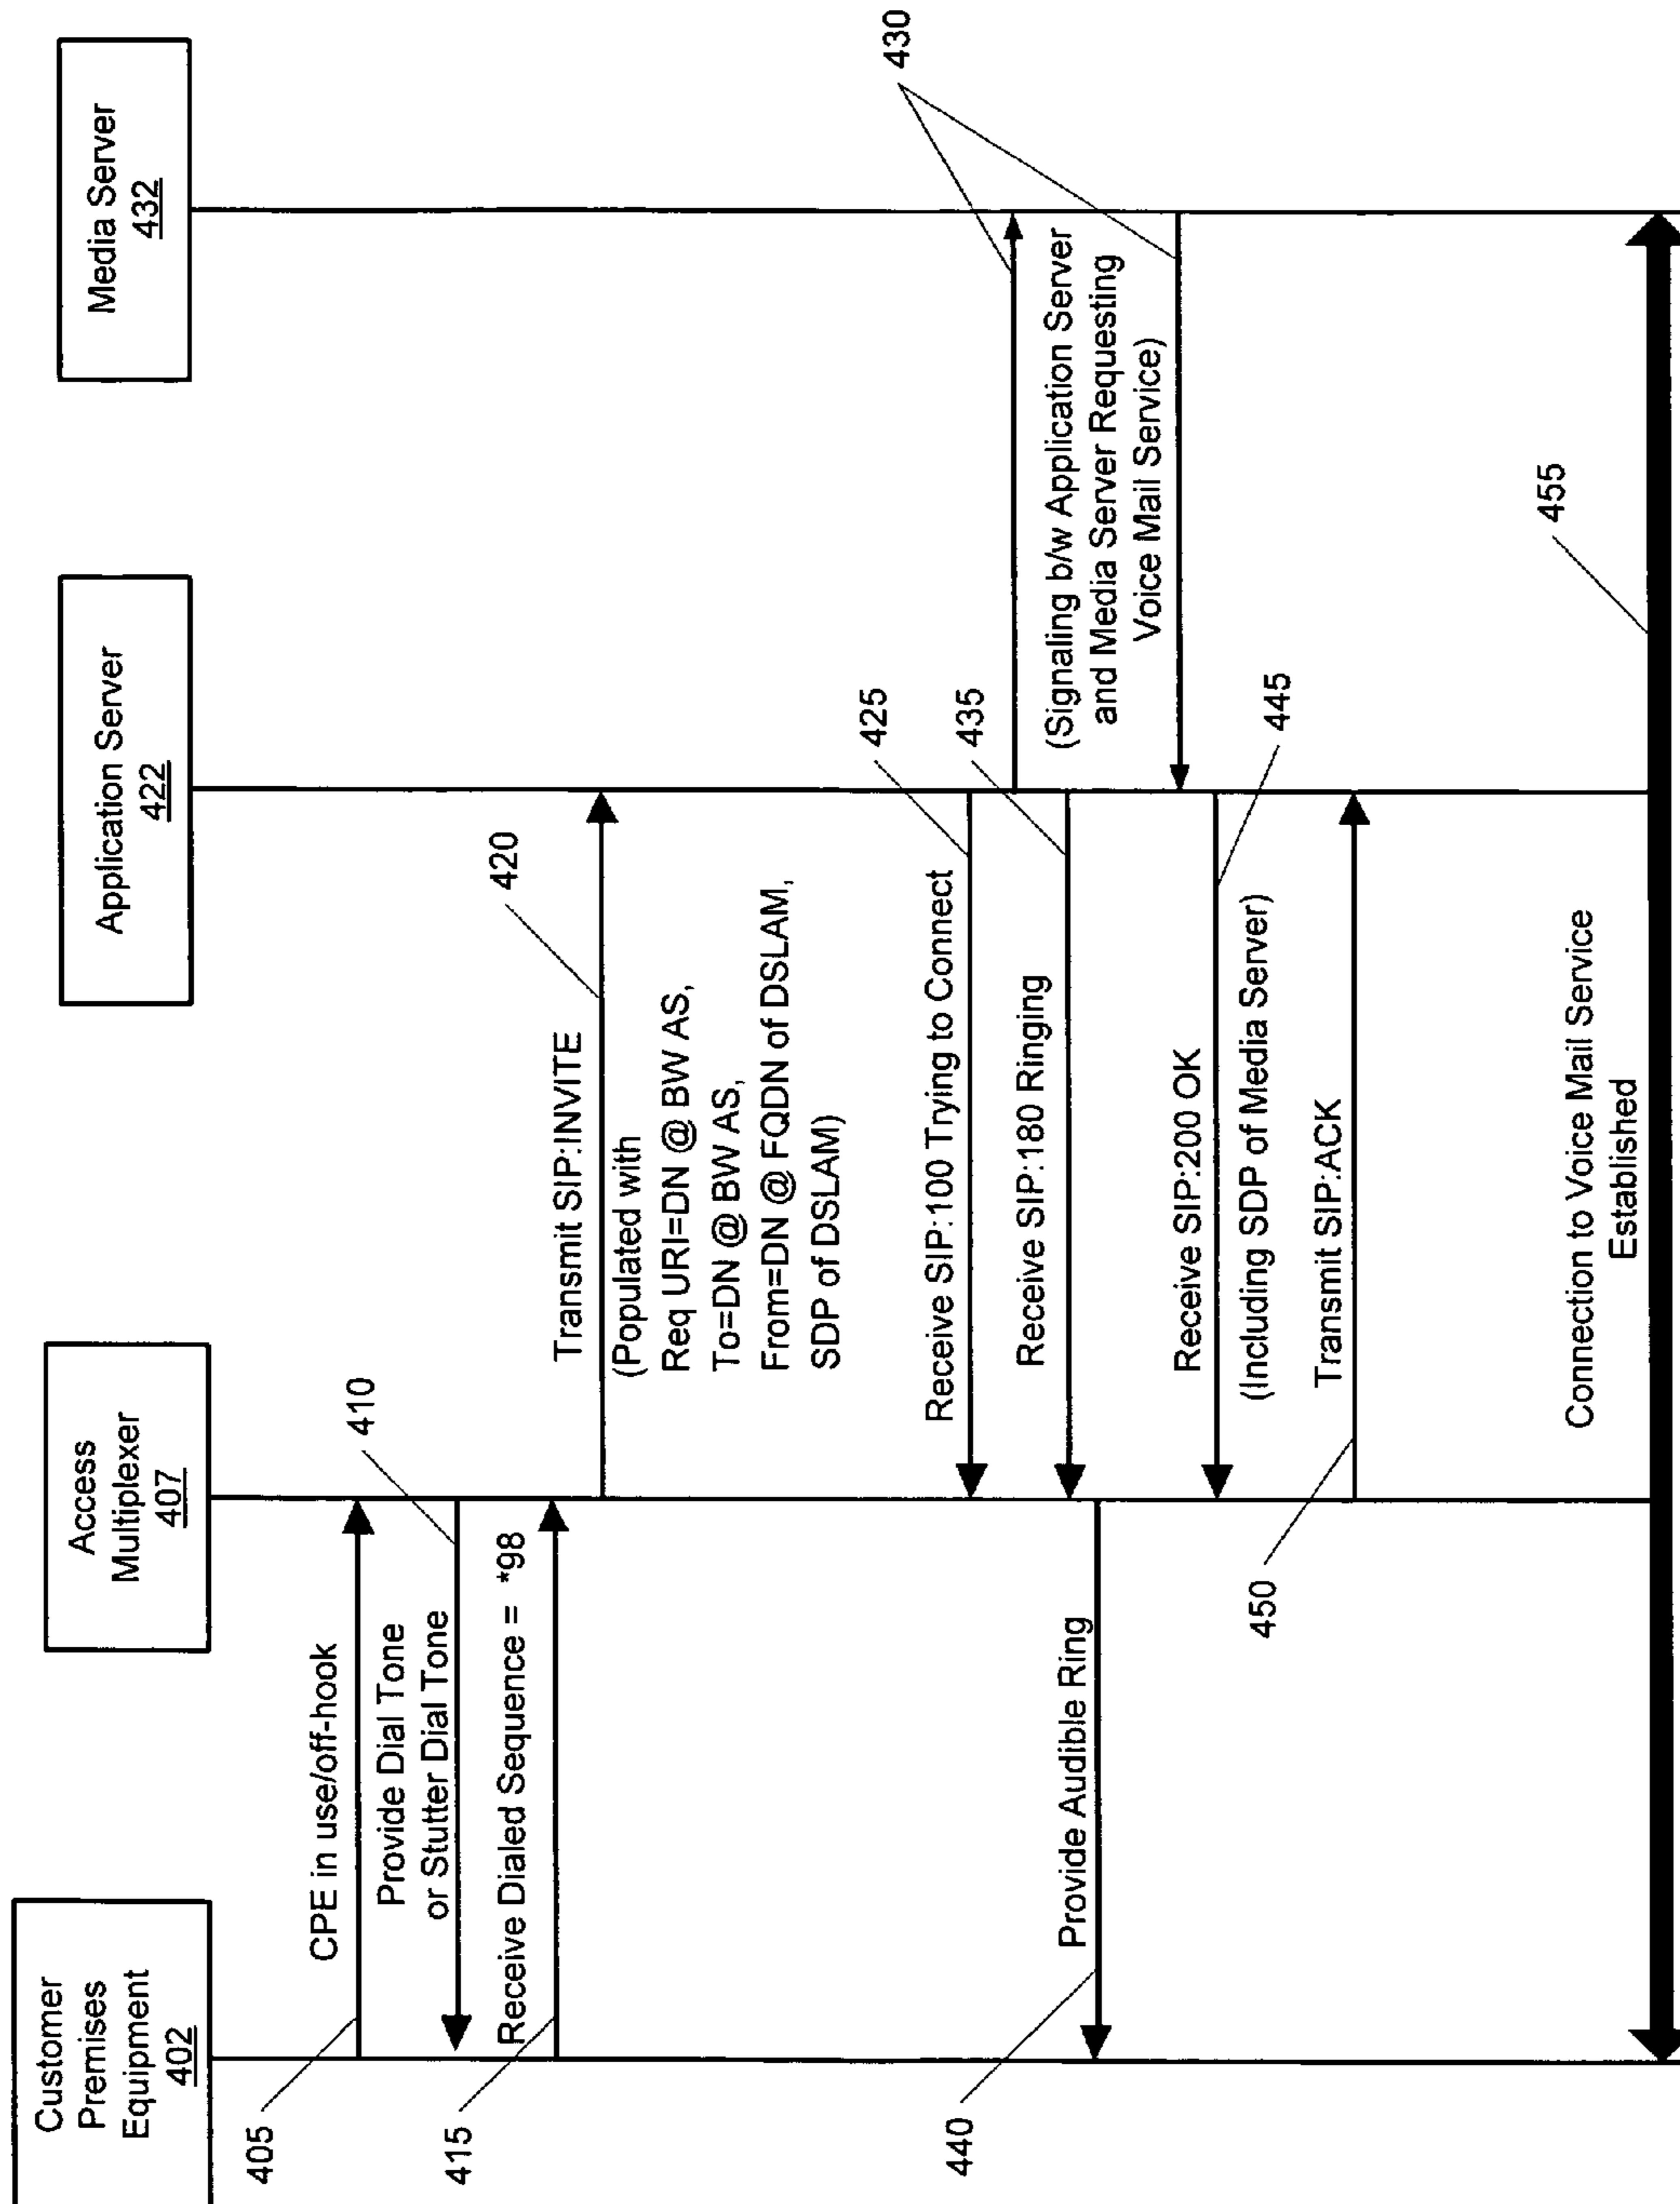 Customer
Premises
Equipment
402
Access
Multiplexer
407
Application Server
422
Media Server
432
405
CPE in use/off-hook
410
Provide Dial Tone
or Stutter Dial Tone
415
Receive Dialed Sequence = *98
420
Transmit SIP:INVITE
(Populated with
Req URI=DN @ BW AS,
To=DN @ BW AS,
From=DN @ FQDN of DSLAM,
SDP of DSLAM)
425
Receive SIP:100 Trying to Connect
430
(Signaling b/w Application Server
and Media Server Requesting
Voice Mail Service)
435
Receive SIP:180 Ringing
440
Provide Audible Ring
445
Receive SIP:200 OK
(Including SDP of Media Server)
450
Transmit SIP:ACK
455
Connection to Voice Mail Service
Established